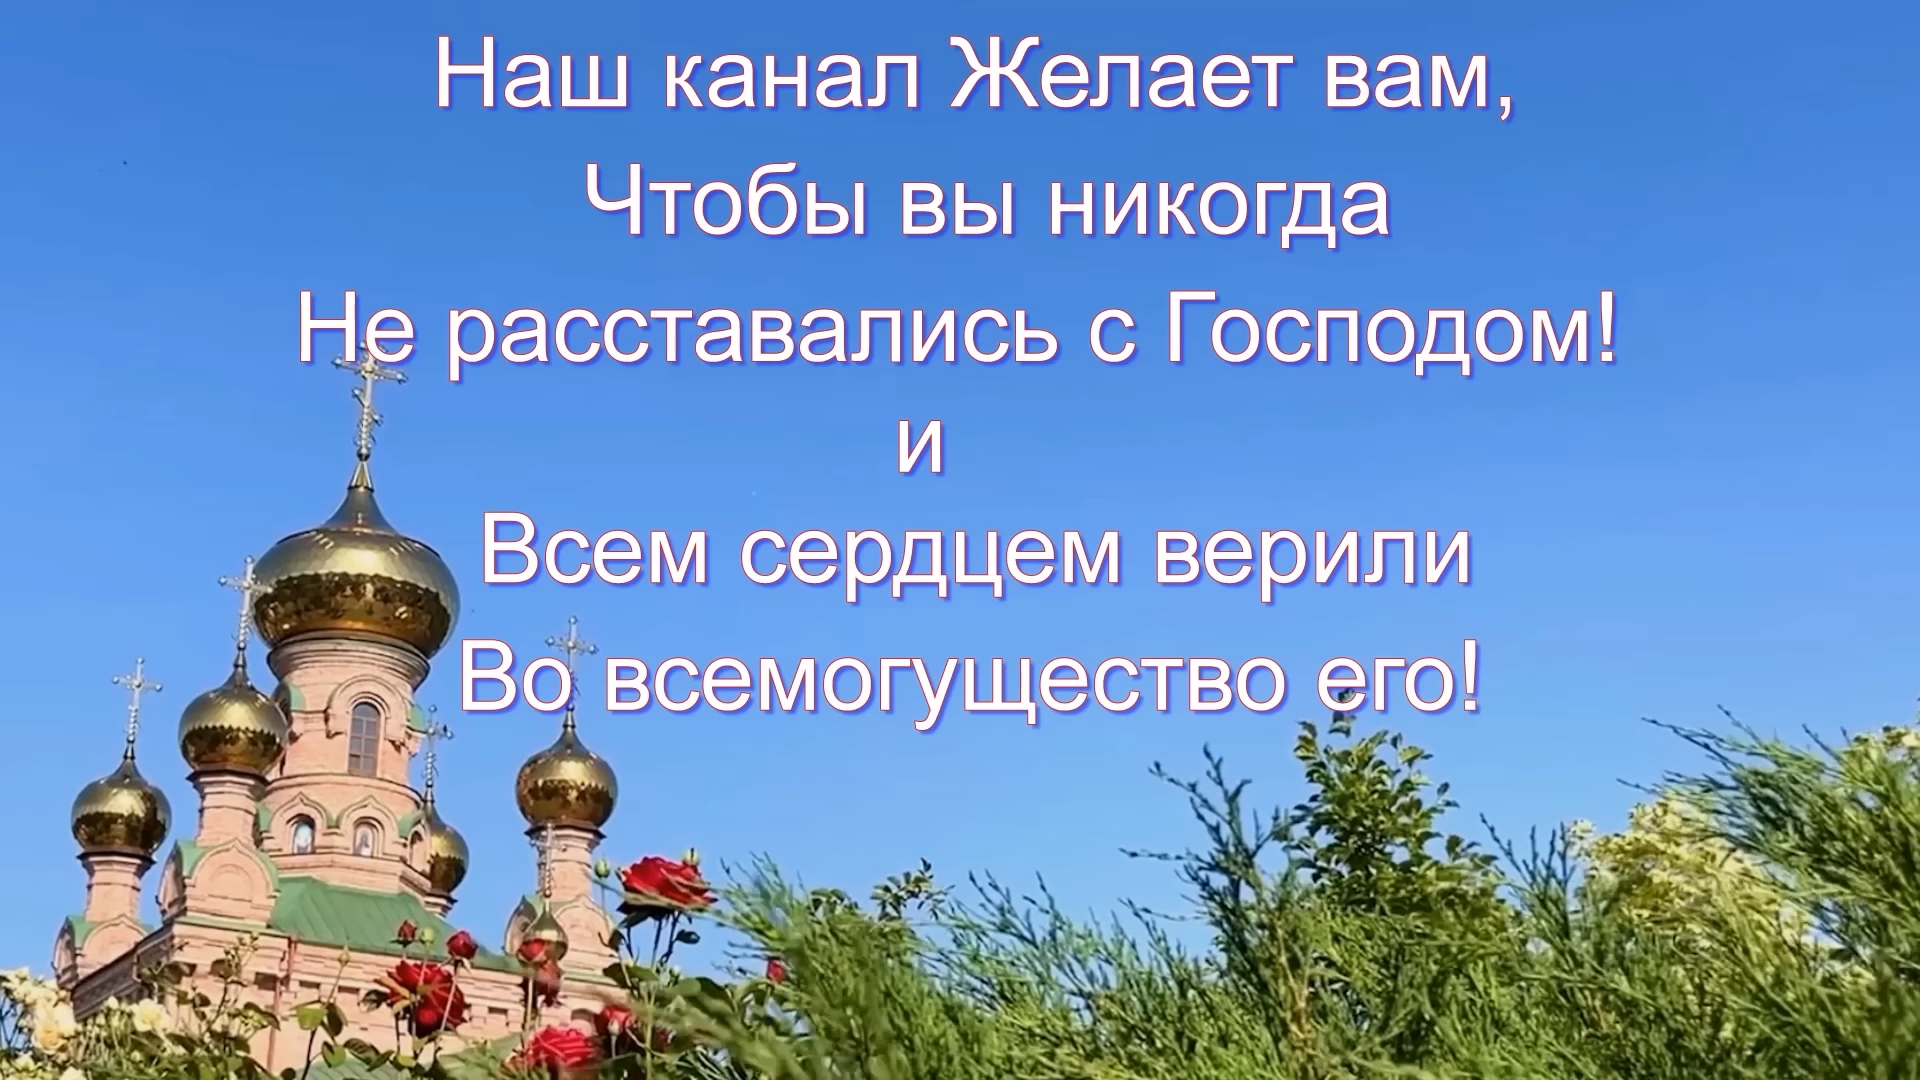 Наш канал Желает вам,
Чтобы вы никогда
Не расставались с Господом!
и
Всем сердцем верили
Во всемогущество его!